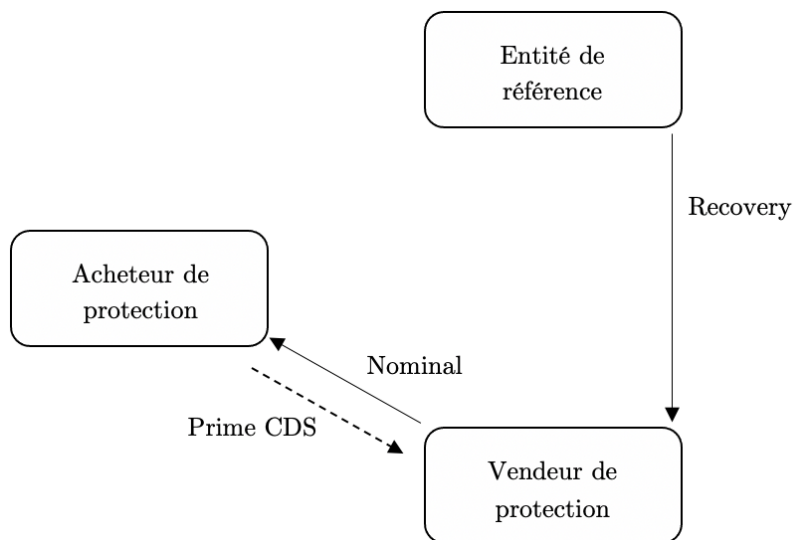 Entité de
référence
Recovery
Acheteur de
protection
Nominal
Prime CDS
Vendeur de
protection